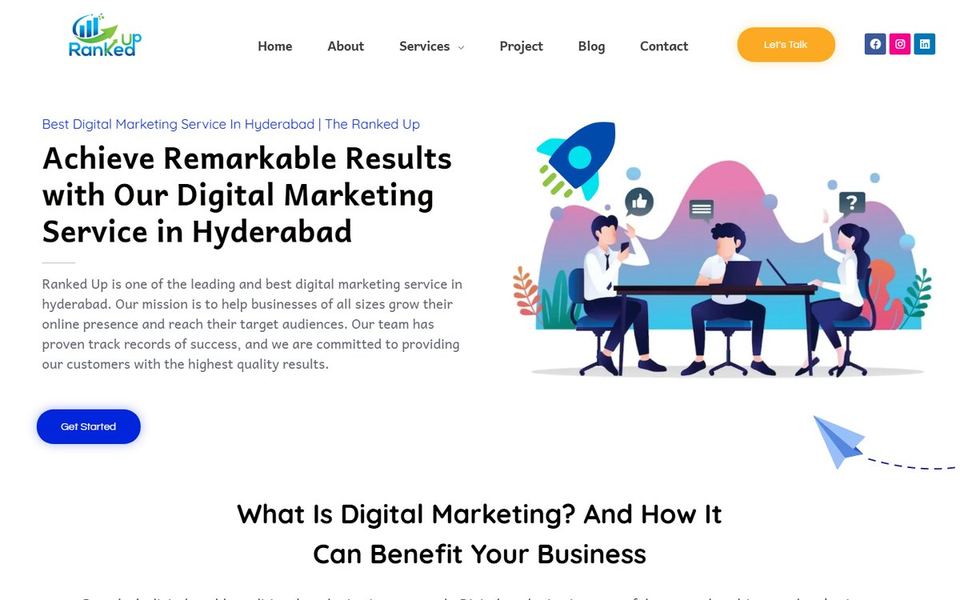 Ranked Up
Home
About
Services
Project
Blog
Contact
Let's Talk
Best Digital Marketing Service In Hyderabad | The Ranked Up
Achieve Remarkable Results
with Our Digital Marketing
Service in Hyderabad
Ranked Up is one of the leading and best digital marketing service in
hyderabad. Our mission is to help businesses of all sizes grow their
online presence and reach their target audiences. Our team has
proven track records of success, and we are committed to providing
our customers with the highest quality results.
?
Get Started
What Is Digital Marketing? And How It
Can Benefit Your Business